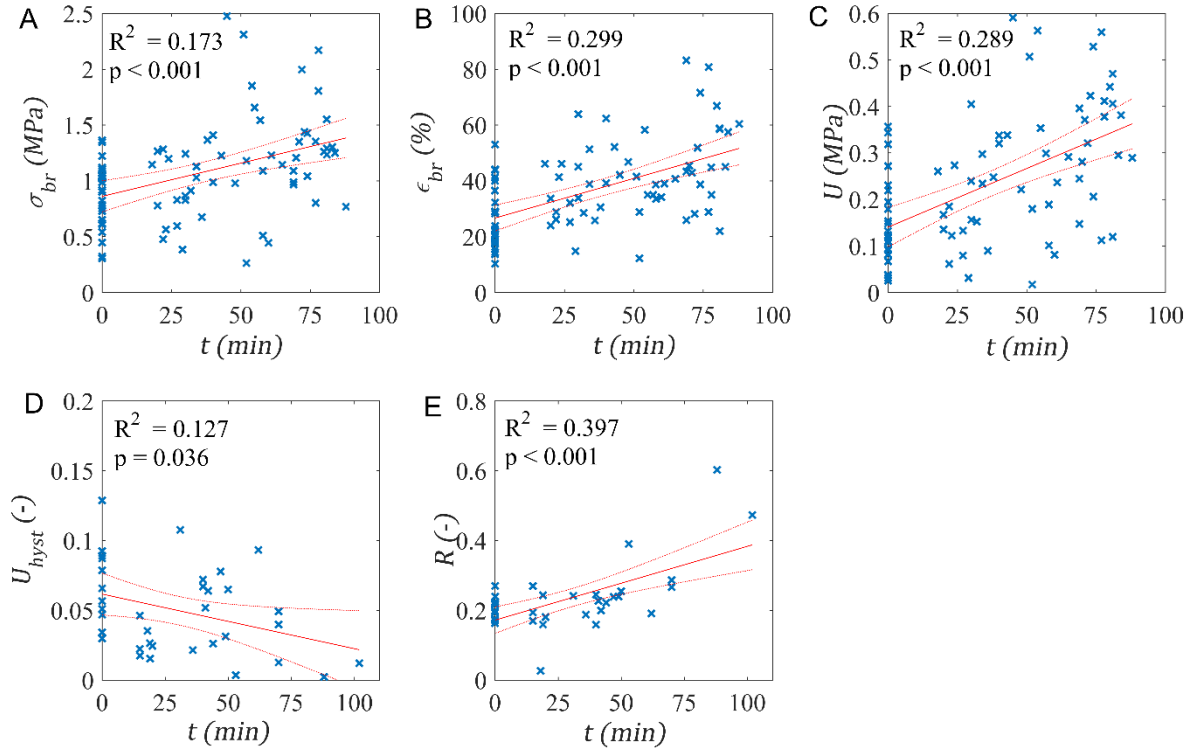 A
R² = 0.173
p < 0.001
σ_br (MPa)
2.5
2
1.5
1
0.5
0
0 25 50 75 100
t (min)
B
R² = 0.299
p < 0.001
ϵ_br (%)
100
80
60
40
20
0
0 25 50 75 100
t (min)
C
R² = 0.289
p < 0.001
U (MPa)
0.6
0.5
0.4
0.3
0.2
0.1
0
0 25 50 75 100
t (min)
D
R² = 0.127
p = 0.036
U_hyst (-)
0.2
0.15
0.1
0.05
0
0 25 50 75 100
t (min)
E
R² = 0.397
p < 0.001
R (-)
0.8
0.6
0.4
0.2
0
0 25 50 75 100
t (min)